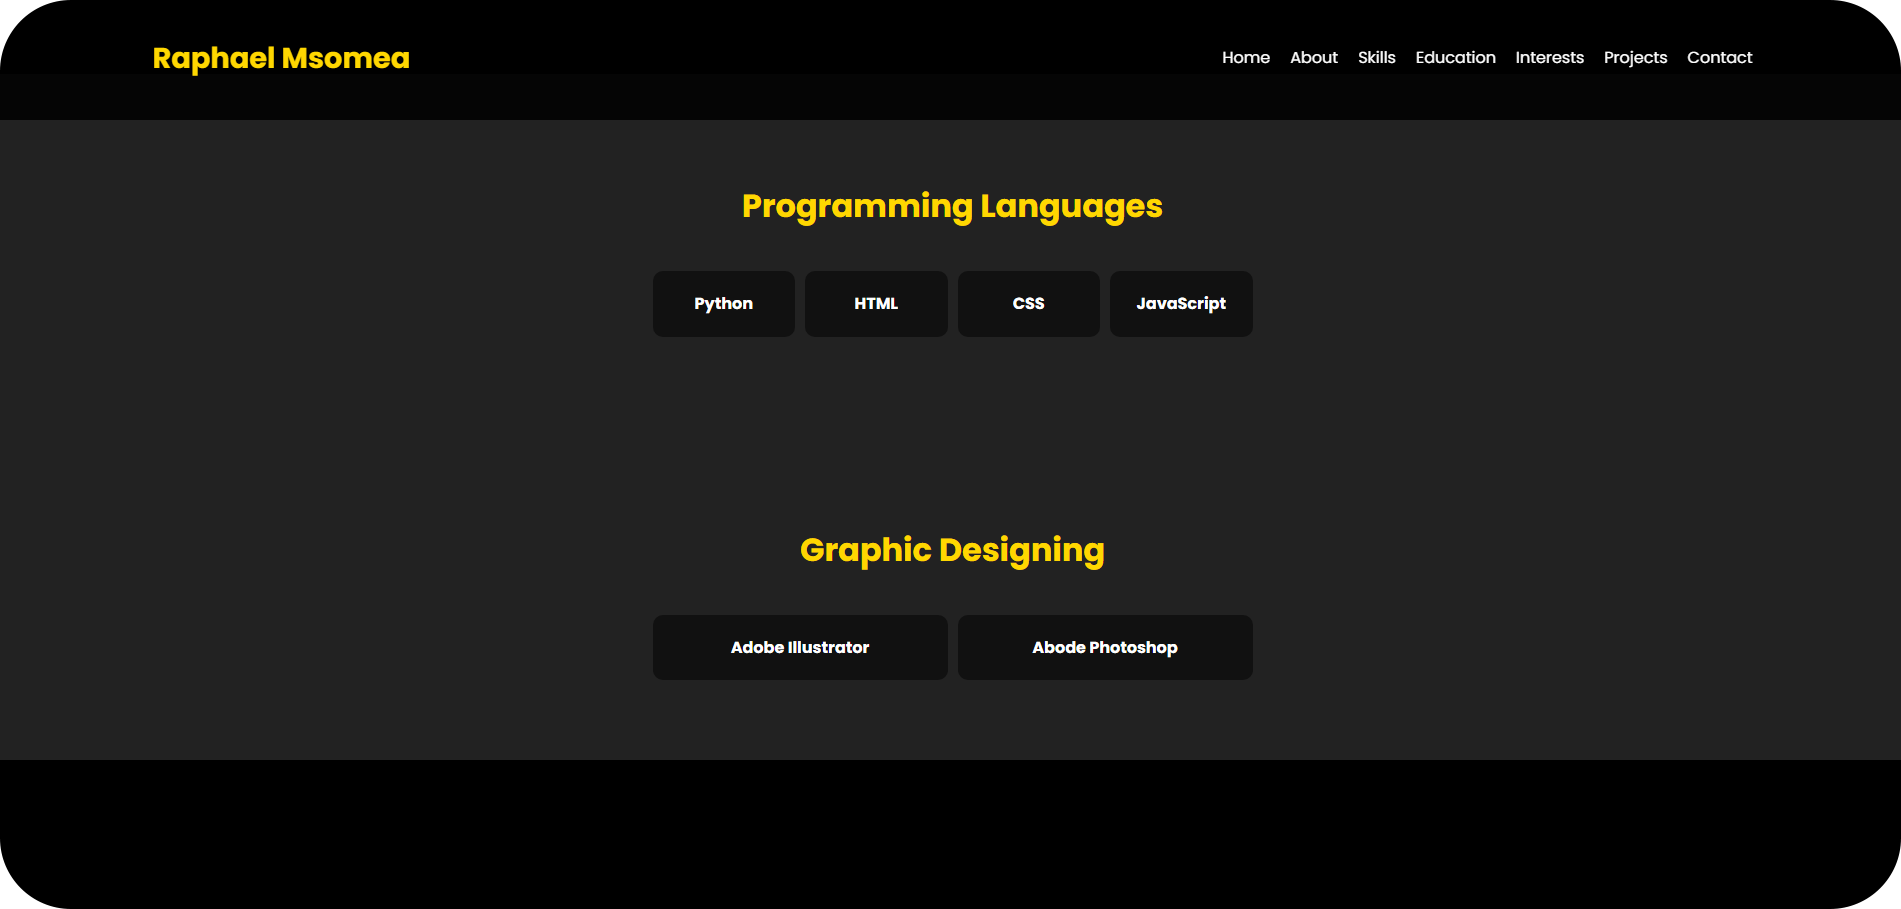 Raphael Msomea
Home About Skills Education Interests Projects Contact
Programming Languages
Python HTML CSS JavaScript
Graphic Designing
Adobe Illustrator Abode Photoshop